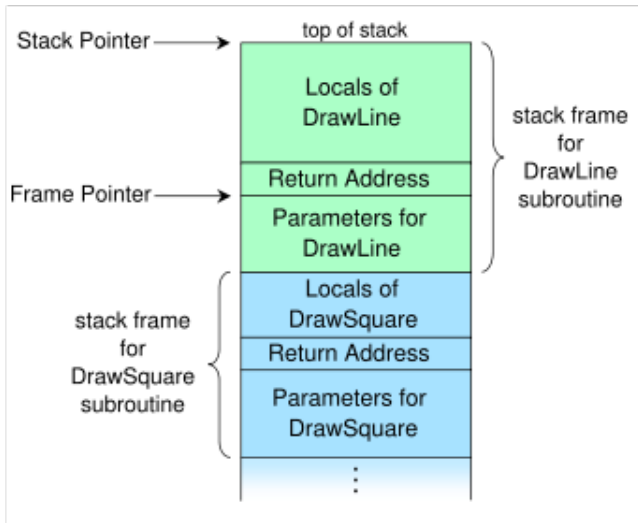 top of stack
Stack Pointer
Locals of
DrawLine
stack frame
for
DrawLine
subroutine
Return Address
Frame Pointer
Parameters for
DrawLine
Locals of
DrawSquare
stack frame
for
DrawSquare
subroutine
Return Address
Parameters for
DrawSquare